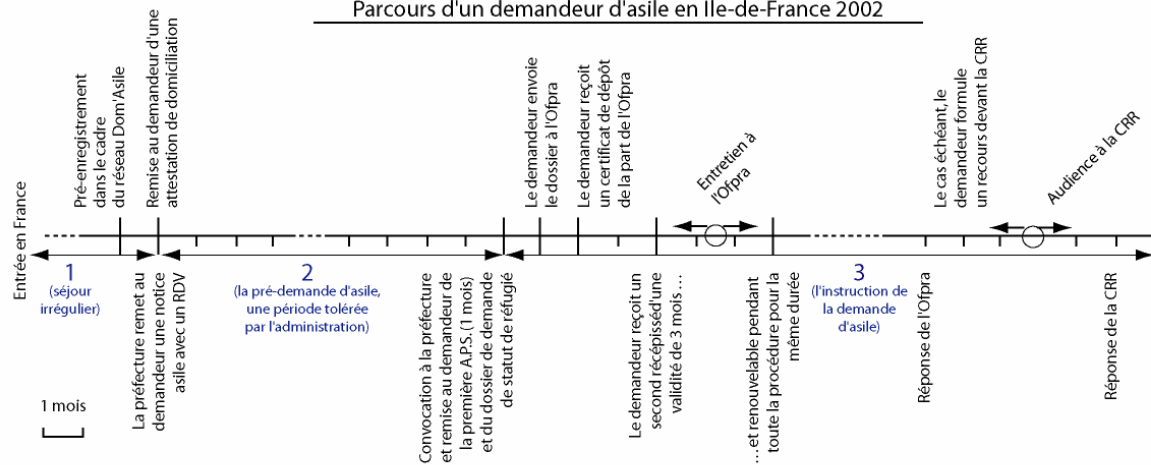 Parcours d'un demandeur d'asile en Ile-de-France 2002
Entrée en France
Pré-enregistrement
dans le cadre
du réseau Dom'Asile
Remise au demandeur d'une
attestation de domiciliation
Le demandeur envoie
le dossier à l'Ofpra
Le demandeur reçoit
un certificat de dépôt
de la part de l'Ofpra
Entretien à
l'Ofpra
Le cas échéant, le
demandeur formule
un recours devant la CRR
Audience à la CRR
1
(séjour
irrégulier)
2
(la pré-demande d'asile,
une période tolérée
par l'administration)
3
(l'instruction de
la demande
d'asile)
La préfecture remet au
demandeur une notice
asile avec un RDV
Convocation à la préfecture
et remise au demandeur de
la première A.P.S. (1 mois)
et du dossier de demande
de statut de réfugié
Le demandeur reçoit un
second récépissé d'une
validité de 3 mois ...
...et renouvelable pendant
toute la procédure pour la
même durée
Réponse de l'Ofpra
Réponse de la CRR
1 mois